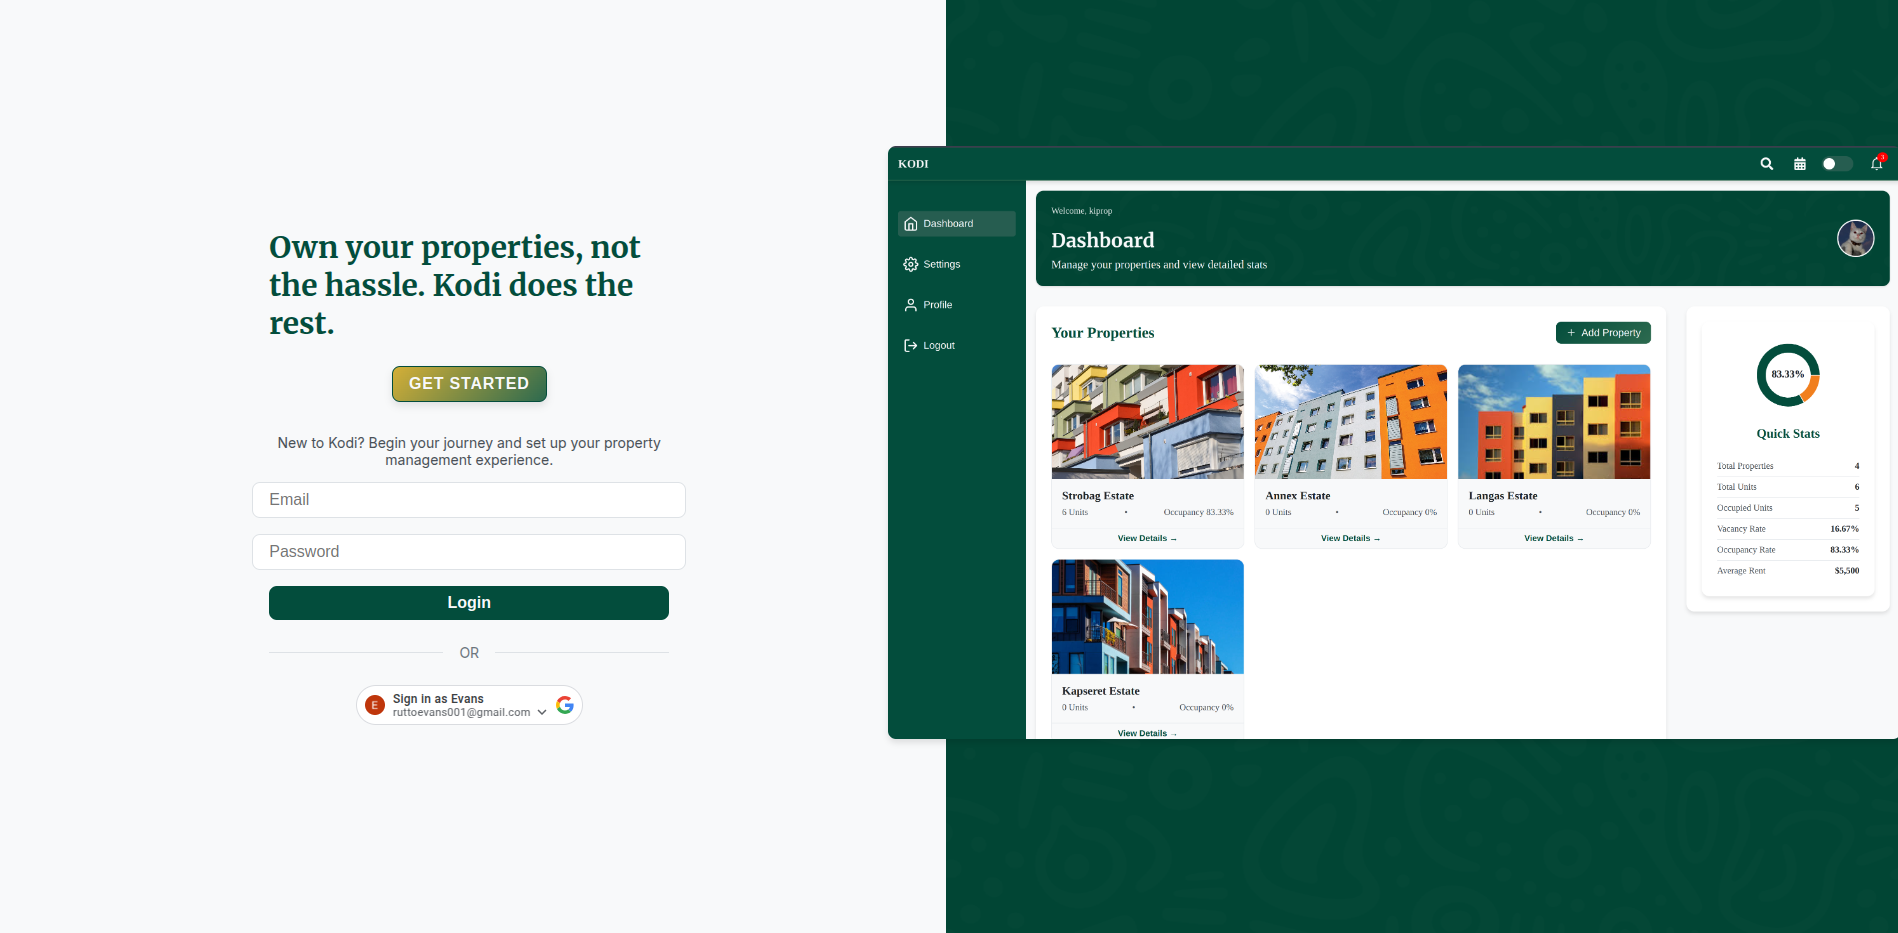 Own your properties, not
the hassle. Kodi does the
rest.
GET STARTED
New to Kodi? Begin your journey and set up your property
management experience.
Email
Password
Login
OR
E
Sign in as Evans
ruttoevans001@gmail.com
KODI
3
Dashboard
Settings
Profile
Logout
Welcome, kiprop
Dashboard
Manage your properties and view detailed stats
Your Properties
+ Add Property
Strobag Estate
6 Units • Occupancy 83.33%
View Details →
Annex Estate
0 Units • Occupancy 0%
View Details →
Langas Estate
0 Units • Occupancy 0%
View Details →
Kapseret Estate
0 Units • Occupancy 0%
View Details →
83.33%
Quick Stats
Total Properties 4
Total Units 6
Occupied Units 5
Vacancy Rate 16.67%
Occupancy Rate 83.33%
Average Rent $5,500